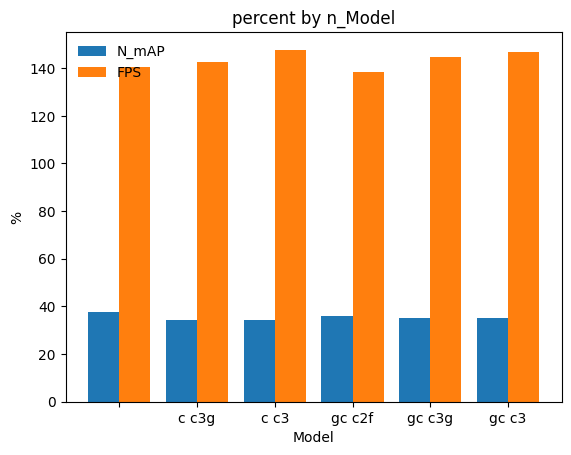 percent by n_Model
N_mAP
FPS
%
140
120
100
80
60
40
20
0
c c3g
c c3
gc c2f
gc c3g
gc c3
Model